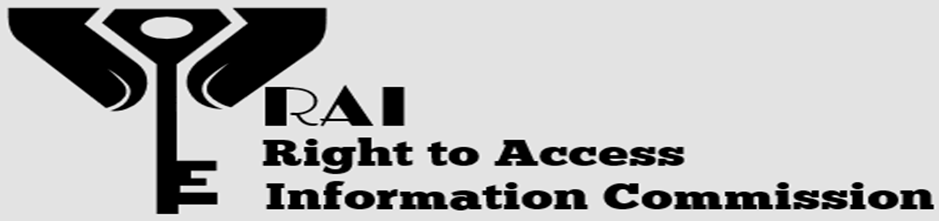 RAI
Right to Access
Information Commission